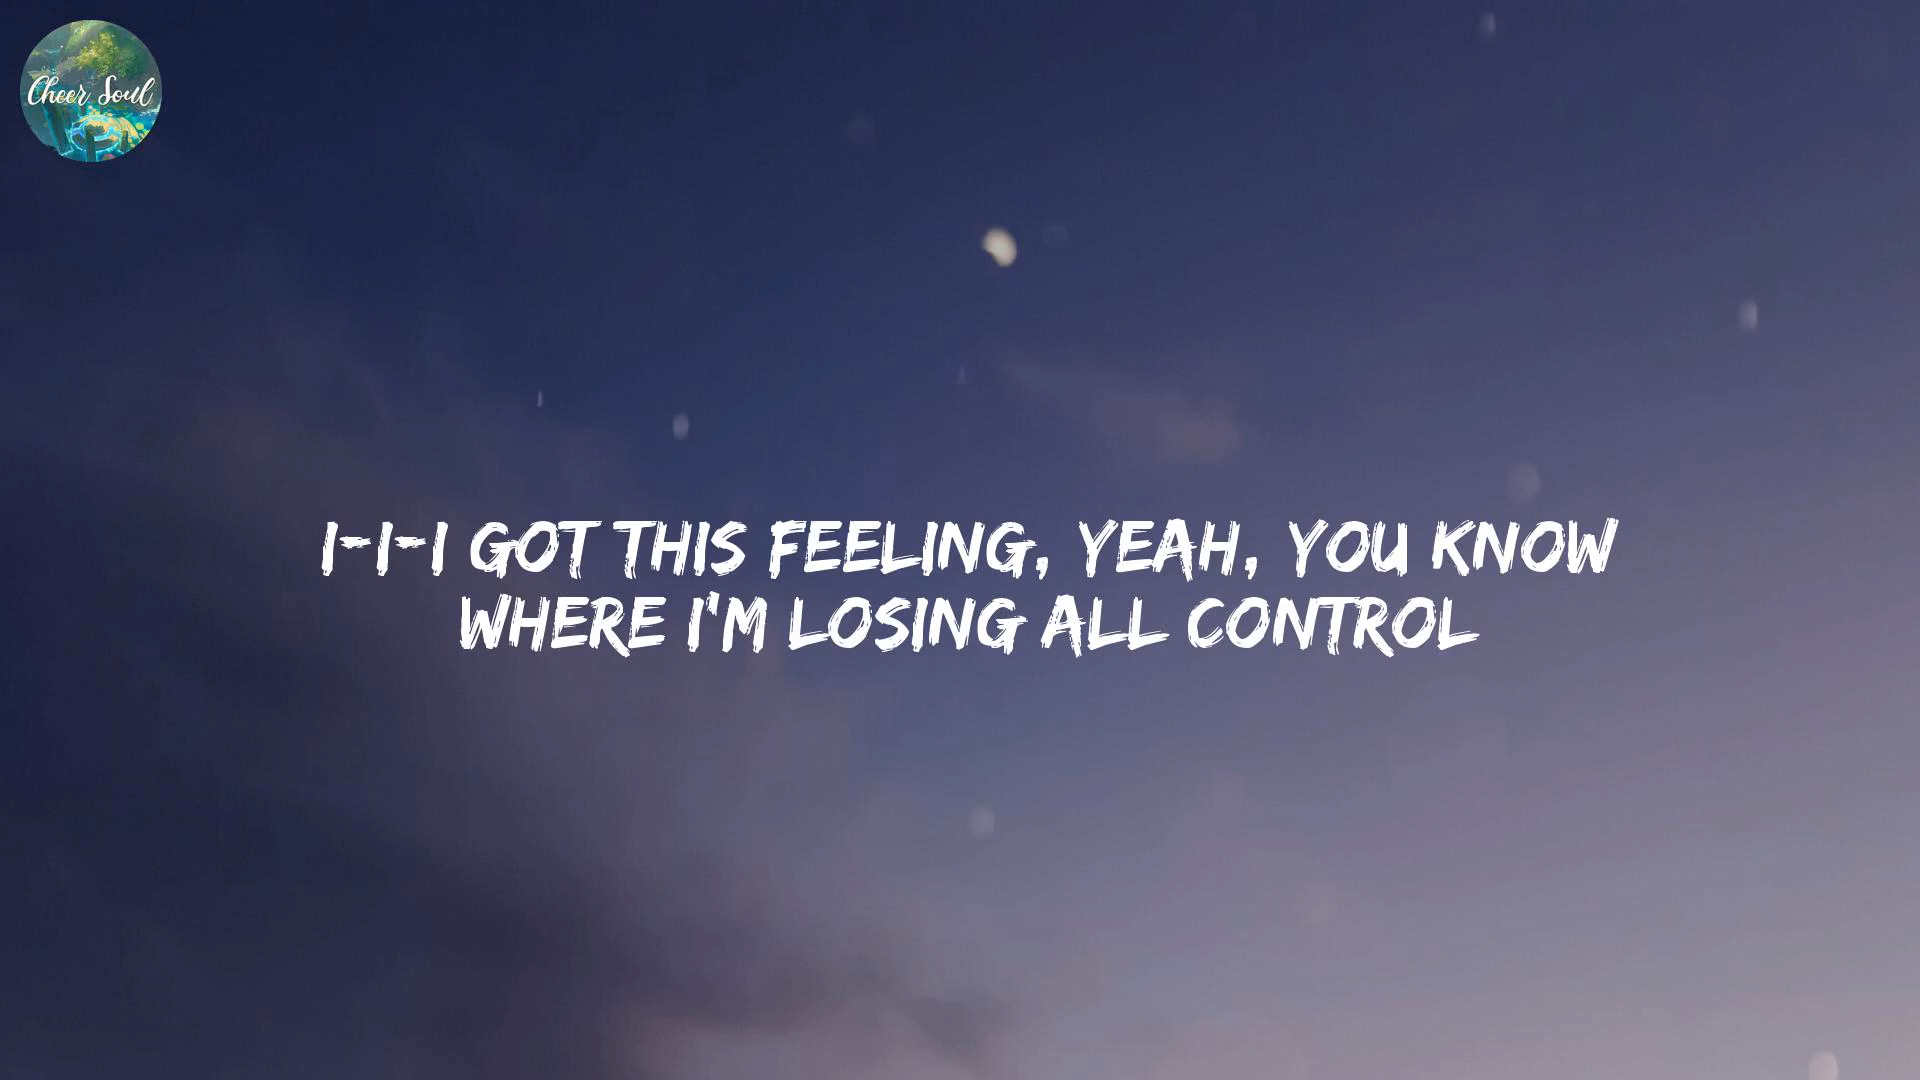 Cheer Soul
I-I-I GOT THIS FEELING, YEAH, YOU KNOW
WHERE I'M LOSING ALL CONTROL